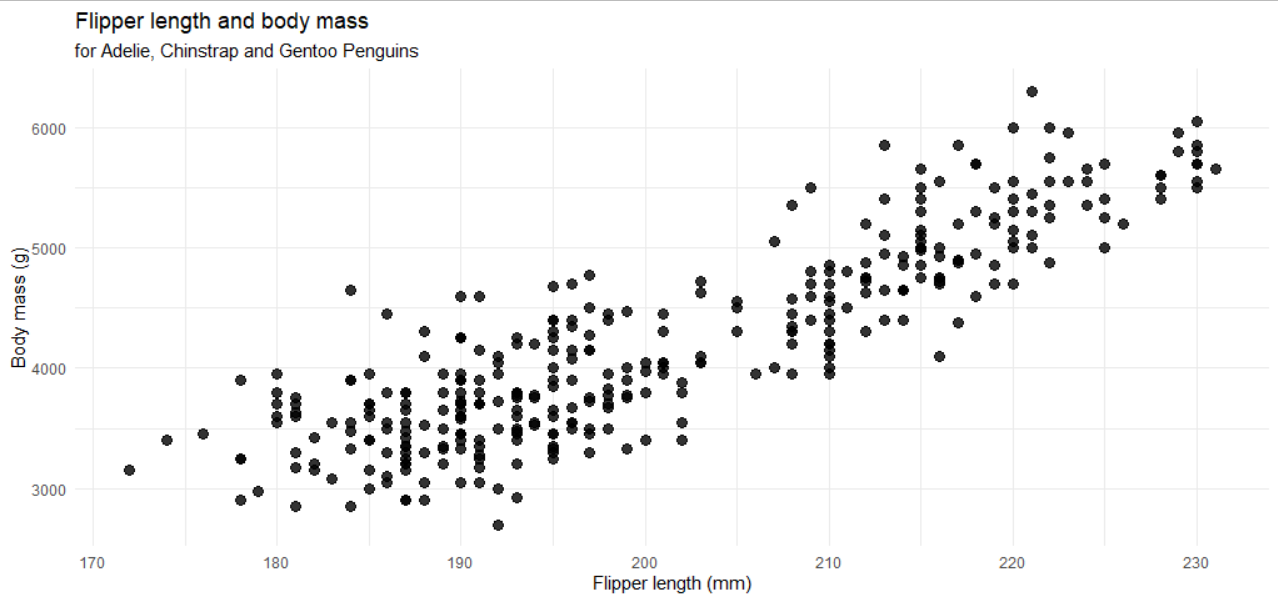 Flipper length and body mass
for Adelie, Chinstrap and Gentoo Penguins
Body mass (g)
6000
5000
4000
3000
170 180 190 200 210 220 230
Flipper length (mm)